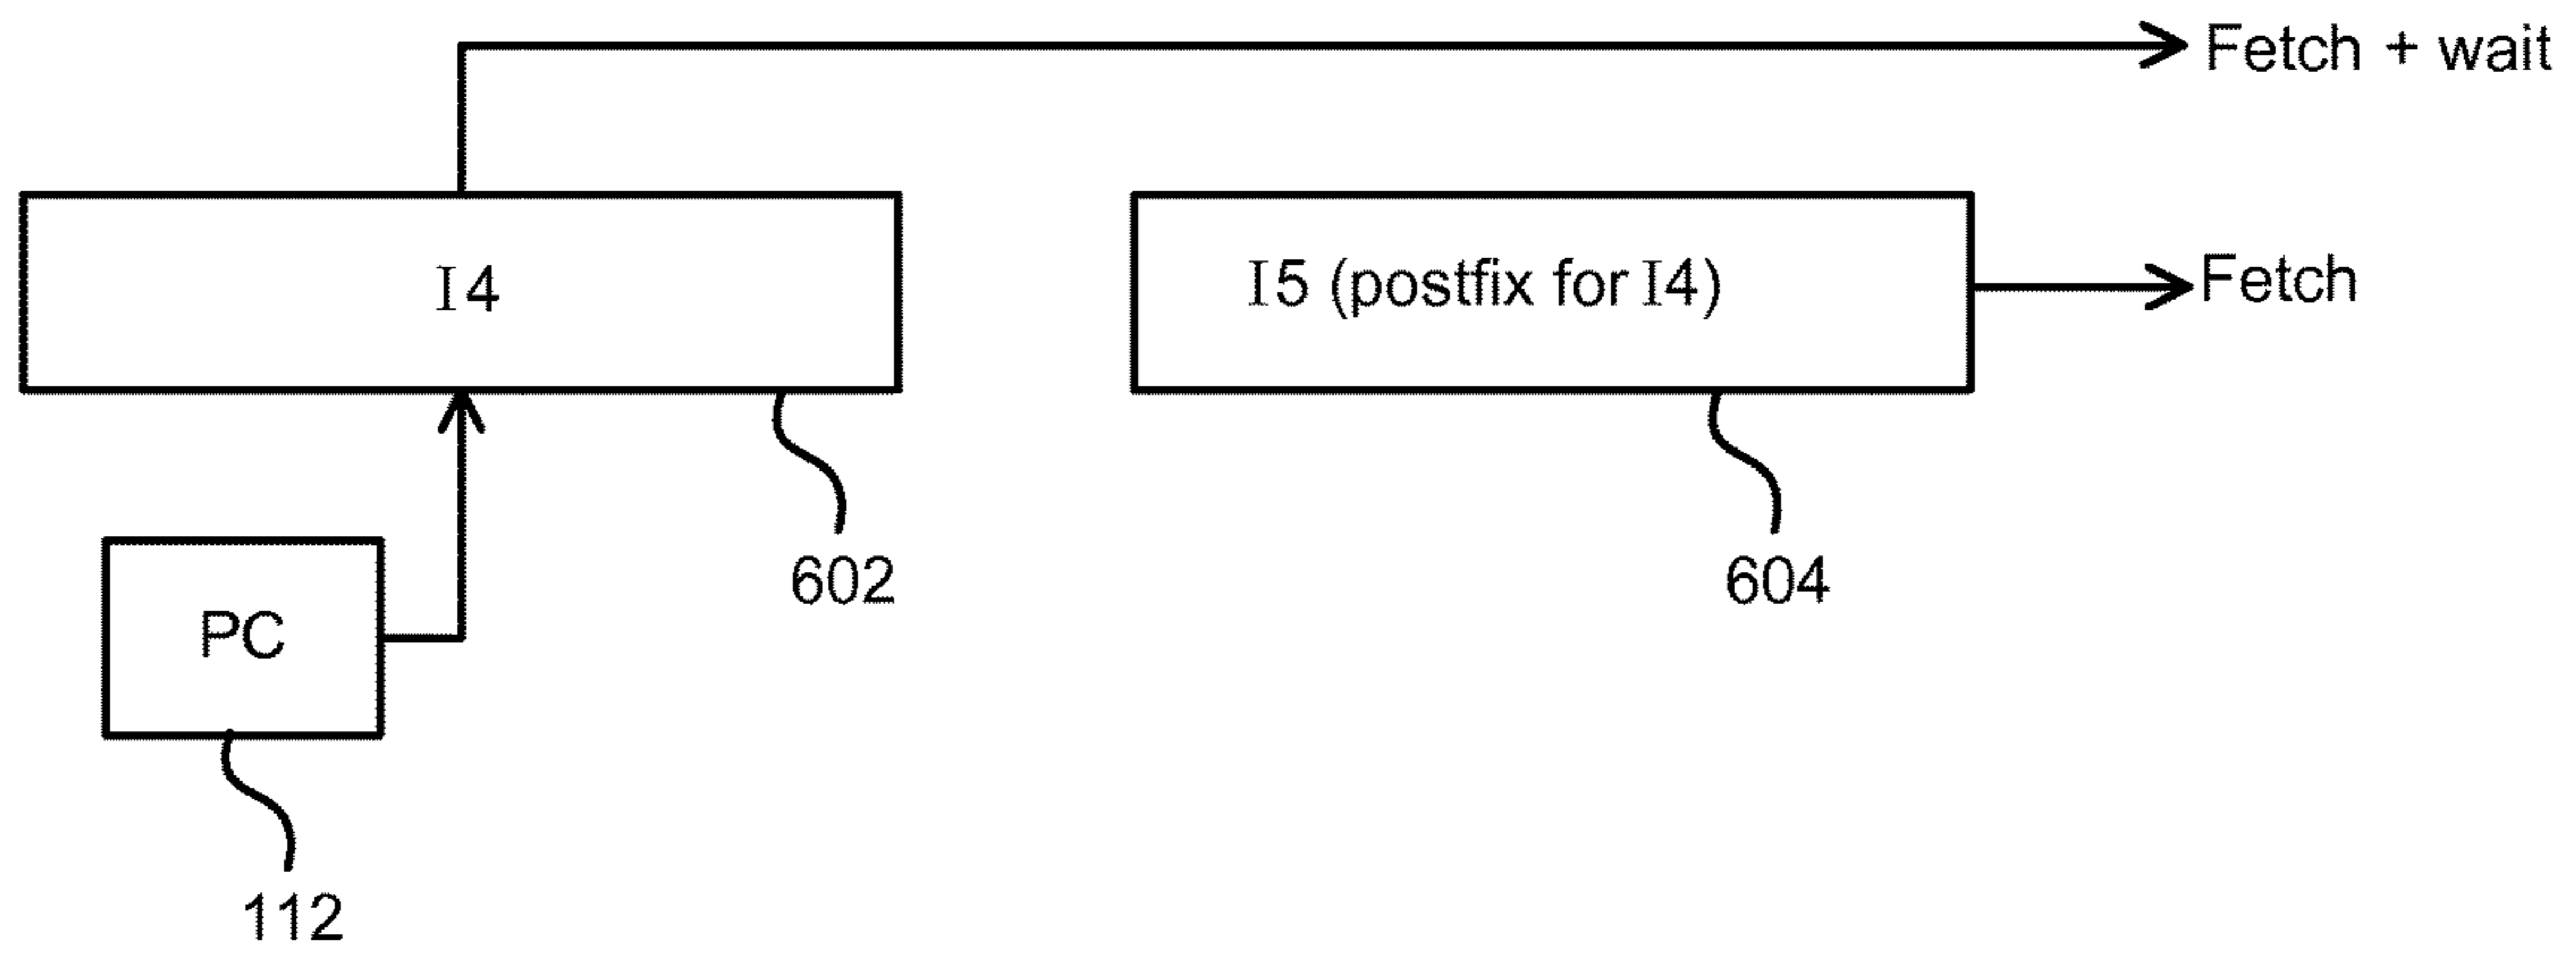 Fetch + wait
I4
I5 (postfix for I4)
Fetch
602
604
PC
112